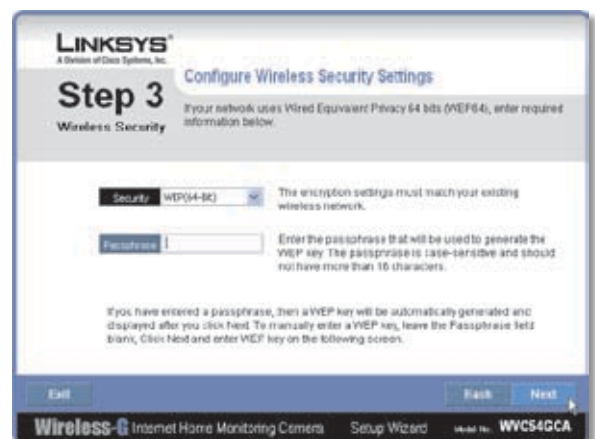 LINKSYS®
A Division of Cisco Systems, Inc.
Step 3
Wireless Security
Configure Wireless Security Settings
If your network uses Wired Equivalent Privacy 64 bits (WEP64), enter required
information below.
Security WEP(64-Bit)
The encryption settings must match your existing
wireless network.
Passphrase
Enter the passphrase that will be used to generate the
WEP key. The passphrase is case-sensitive and should
not have more than 16 characters.
If you have entered a passphrase, then a WEP key will be automatically generated and
displayed after you click Next. To manually enter a WEP key, leave the Passphrase field
blank, Click Next and enter WEP key on the following screen.
Exit
Back
Next
Wireless-G Internet Home Monitoring Camera
Setup Wizard
Model No. WVC54GCA